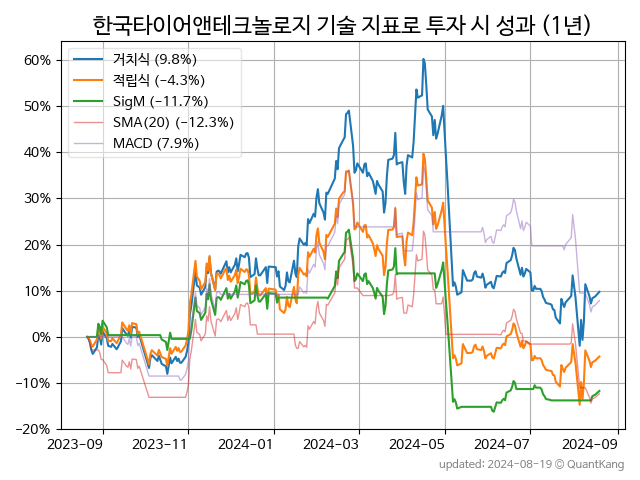 한국타이어앤테크놀로지 기술 지표로 투자 시 성과 (1년)
거치식 (9.8%)
적립식 (−4.3%)
SigM (−11.7%)
SMA(20) (−12.3%)
MACD (7.9%)
60%
50%
40%
30%
20%
10%
0%
−10%
−20%
2023-09 2023-11 2024-01 2024-03 2024-05 2024-07 2024-09
updated: 2024-08-19 © QuantKang